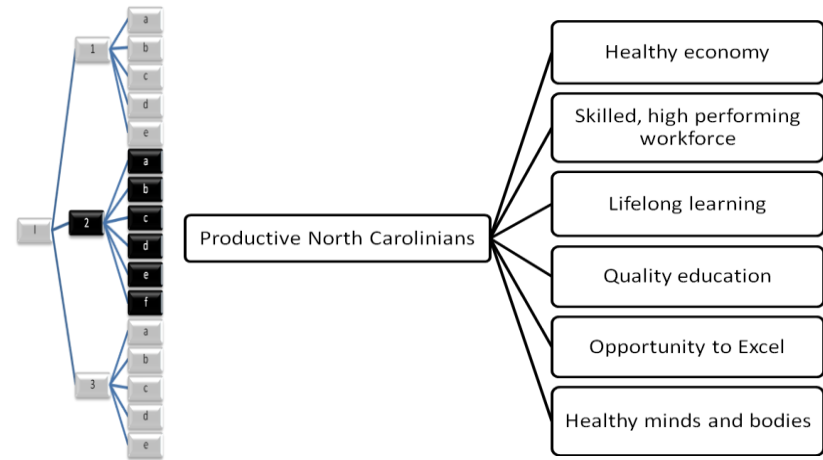 a
b
1
c
d
e
a
b
I
2
c
d
e
f
a
b
3
c
d
e
Productive North Carolinians
Healthy economy
Skilled, high performing
workforce
Lifelong learning
Quality education
Opportunity to Excel
Healthy minds and bodies